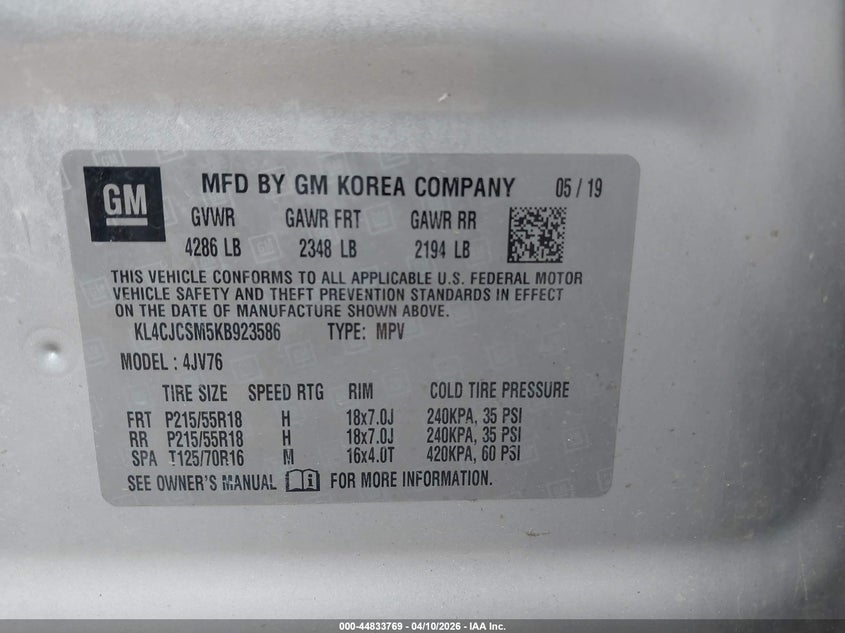 GM
MFD BY GM KOREA COMPANY 05 / 19
GVWR GAWR FRT GAWR RR
4286 LB 2348 LB 2194 LB
THIS VEHICLE CONFORMS TO ALL APPLICABLE U.S. FEDERAL MOTOR
VEHICLE SAFETY AND THEFT PREVENTION STANDARDS IN EFFECT
ON THE DATE OF MANUFACTURE SHOWN ABOVE.
KL4CJCSM5KB923586 TYPE: MPV
MODEL : 4JV76
TIRE SIZE SPEED RTG RIM COLD TIRE PRESSURE
FRT P215/55R18 H 18x7.0J 240KPA, 35 PSI
RR P215/55R18 H 18x7.0J 240KPA, 35 PSI
SPA T125/70R16 M 16x4.0T 420KPA, 60 PSI
SEE OWNER'S MANUAL i FOR MORE INFORMATION.
000-44833769 - 04/10/2026 - IAA Inc.